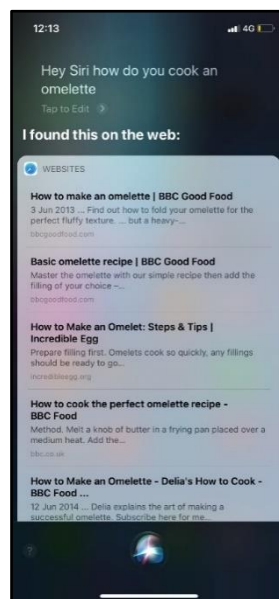 12:13
4G
Hey Siri how do you cook an
omelette
Tap to Edit
I found this on the web:
WEBSITES
How to make an omelette | BBC Good Food
3 Jun 2013 ... Find out how to fold your omelette for the
perfect fluffy texture. ... but a heavy-...
bbcgoodfood.com
Basic omelette recipe | BBC Good Food
Master the omelette with our simple recipe then add the
filling of your choice –...
bbcgoodfood.com
How to Make an Omelet: Steps & Tips |
Incredible Egg
Prepare filling first. Omelets cook so quickly, any fillings
should be ready to go...
incredibleegg.org
How to cook the perfect omelette recipe -
BBC Food
Method. Melt a knob of butter in a frying pan placed over a
medium heat. Add the...
bbc.co.uk
How to Make an Omelette - Delia's How to Cook -
BBC Food ...
12 Jun 2014 ... Delia explains the art of making a
successful omelette. Subscribe here for me...
?